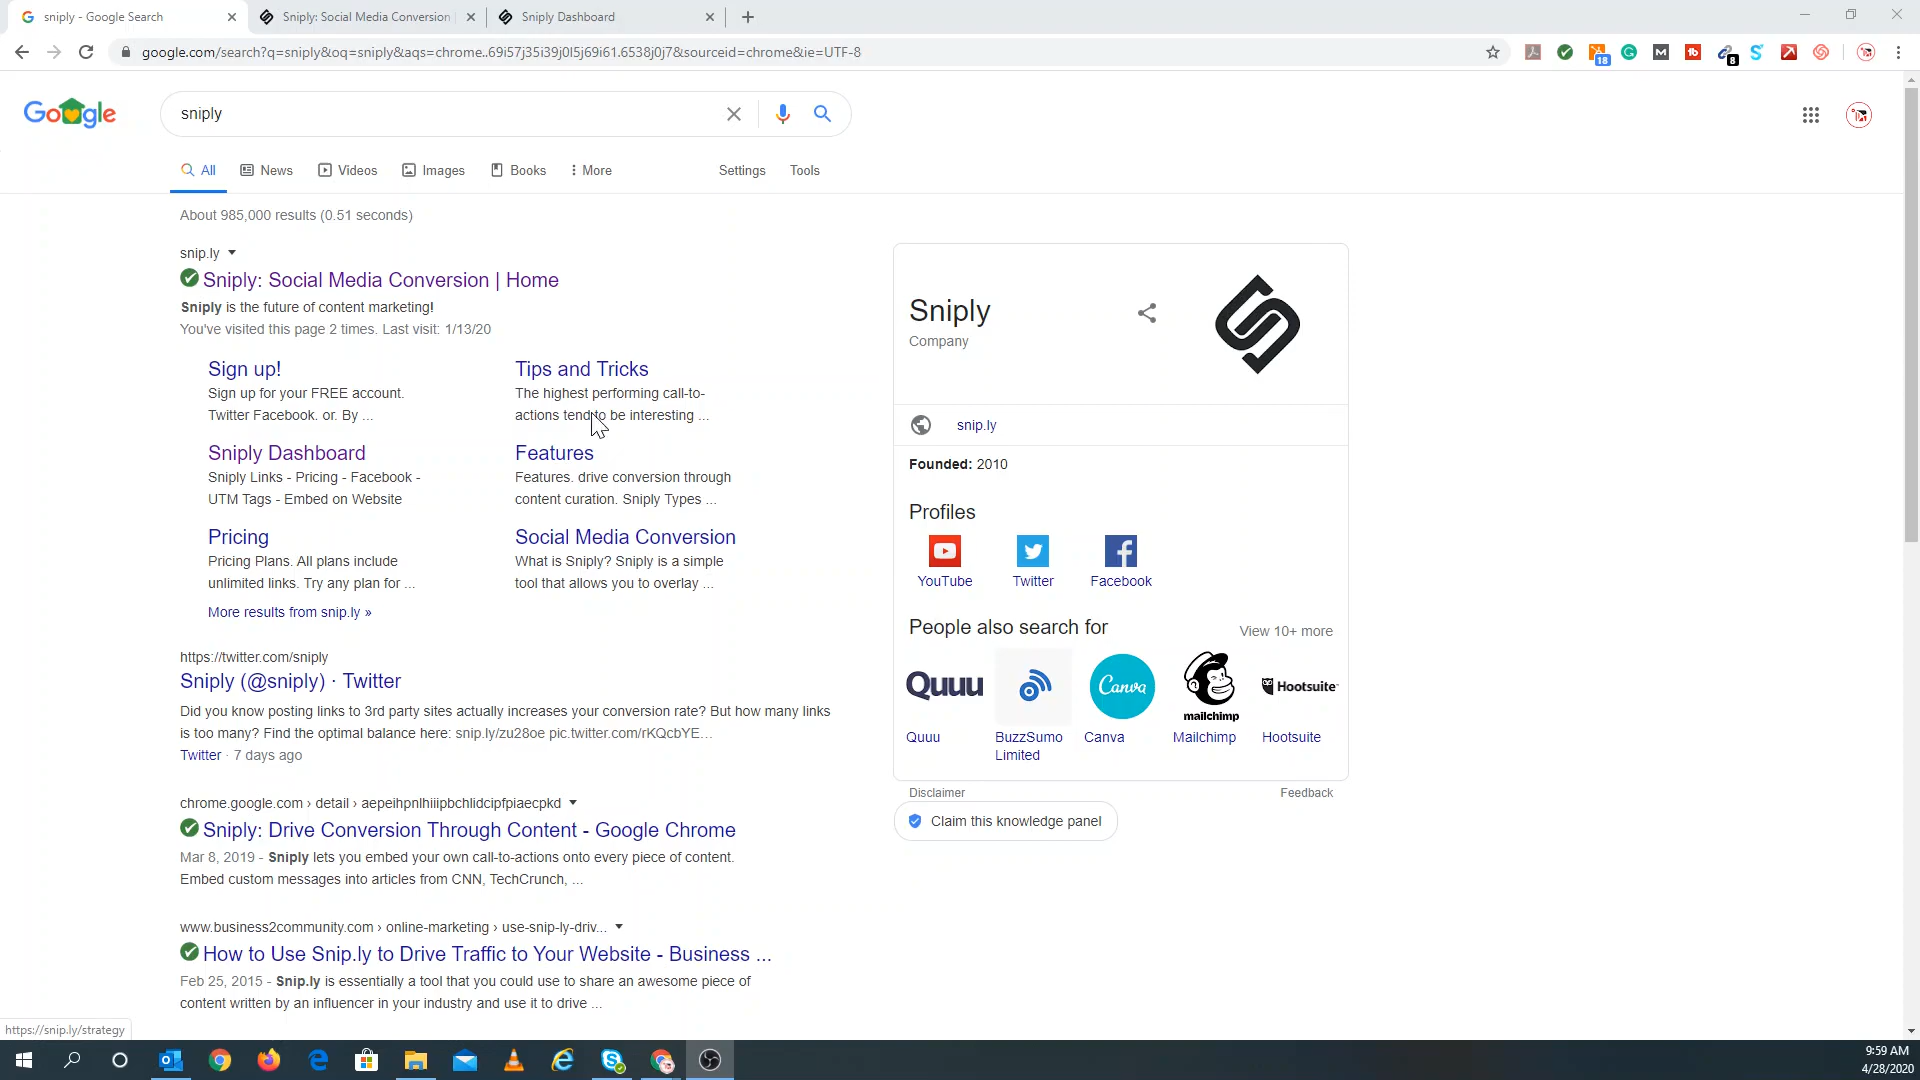 sniply - Google Search
Sniply: Social Media Conversion
Sniply Dashboard
google.com/search?q=sniply&oq=sniply&aqs=chrome..69i57j35i39j0l5j69i61.6538j0j7&sourceid=chrome&ie=UTF-8
18
8
Google
sniply
All
News
Videos
Images
Books
More
Settings
Tools
About 985,000 results (0.51 seconds)
snip.ly
Sniply: Social Media Conversion | Home
Sniply is the future of content marketing!
You've visited this page 2 times. Last visit: 1/13/20
Sign up!
Sign up for your FREE account.
Twitter Facebook. or. By ...
Tips and Tricks
The highest performing call-to-
actions tend to be interesting ...
Sniply Dashboard
Sniply Links - Pricing - Facebook -
UTM Tags - Embed on Website
Features
Features. drive conversion through
content curation. Sniply Types ...
Pricing
Pricing Plans. All plans include
unlimited links. Try any plan for ...
Social Media Conversion
What is Sniply? Sniply is a simple
tool that allows you to overlay ...
More results from snip.ly »
https://twitter.com/sniply
Sniply (@sniply) · Twitter
Did you know posting links to 3rd party sites actually increases your conversion rate? But how many links
is too many? Find the optimal balance here: snip.ly/zu28oe pic.twitter.com/rKQcbYE...
Twitter · 7 days ago
chrome.google.com › detail › aepeihpnlhiiipbchlidcipfpiaecpkd
Sniply: Drive Conversion Through Content - Google Chrome
Mar 8, 2019 - Sniply lets you embed your own call-to-actions onto every piece of content.
Embed custom messages into articles from CNN, TechCrunch, ...
www.business2community.com › online-marketing › use-snip-ly-driv...
How to Use Snip.ly to Drive Traffic to Your Website - Business ...
Feb 25, 2015 - Snip.ly is essentially a tool that you could use to share an awesome piece of
content written by an influencer in your industry and use it to drive ...
Sniply
Company
snip.ly
Founded: 2010
Profiles
YouTube
Twitter
Facebook
People also search for
View 10+ more
Quuu
Canva
mailchimp
Hootsuite
Quuu
BuzzSumo
Limited
Canva
Mailchimp
Hootsuite
Disclaimer
Feedback
Claim this knowledge panel
https://snip.ly/strategy
9:59 AM
4/28/2020